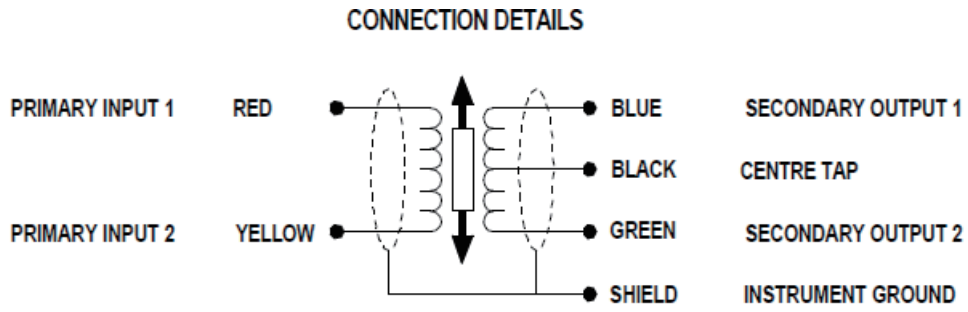 CONNECTION DETAILS
PRIMARY INPUT 1 RED BLUE SECONDARY OUTPUT 1
BLACK CENTRE TAP
PRIMARY INPUT 2 YELLOW GREEN SECONDARY OUTPUT 2
SHIELD INSTRUMENT GROUND